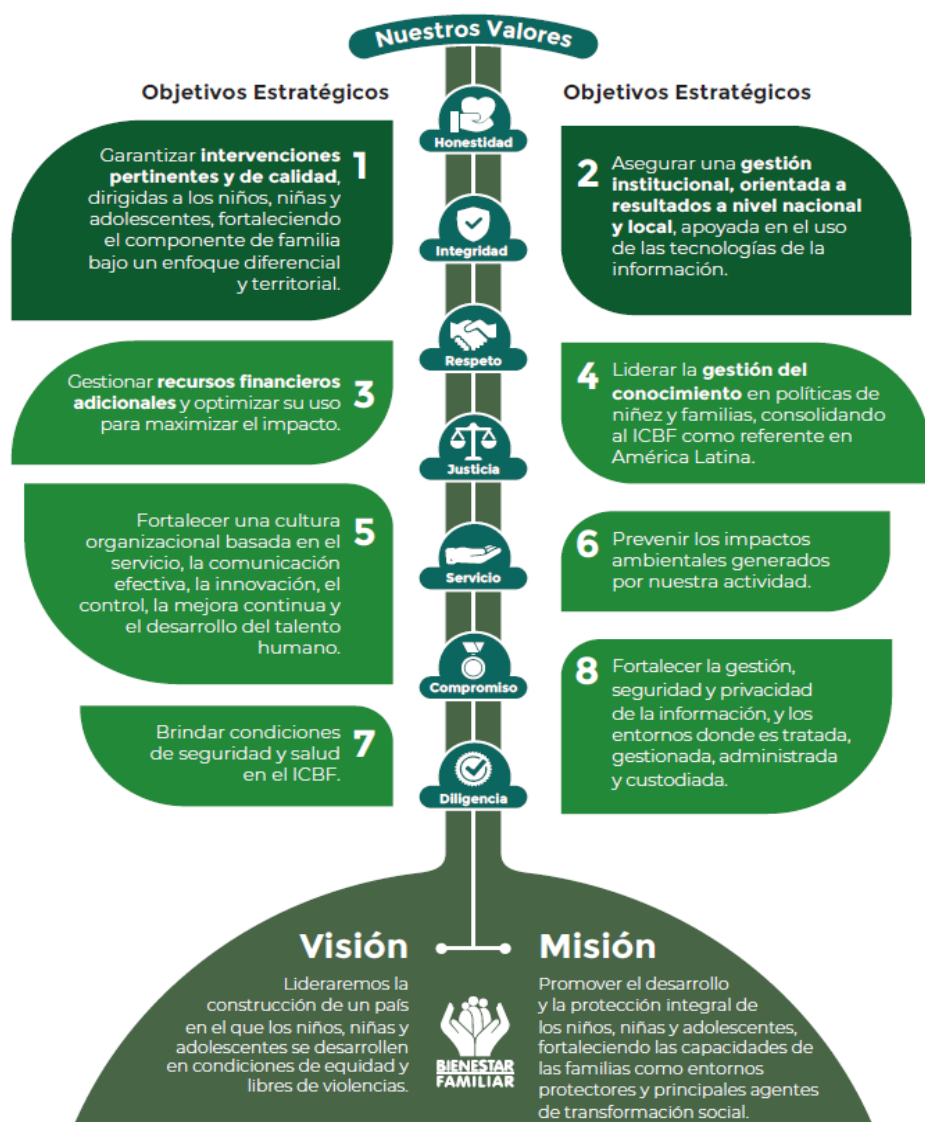 Nuestros Valores
Objetivos Estratégicos
Objetivos Estratégicos
Honestidad
1
Garantizar intervenciones
pertinentes y de calidad,
dirigidas a los niños, niñas y
adolescentes, fortaleciendo
el componente de familia
bajo un enfoque diferencial
y territorial.
2
Asegurar una gestión
institucional, orientada a
resultados a nivel nacional
y local, apoyada en el uso
de las tecnologías de la
información.
Integridad
Respeto
Gestionar recursos financieros
adicionales y optimizar su uso
para maximizar el impacto.
3
4
Liderar la gestión del
conocimiento en políticas de
niñez y familias, consolidando
al ICBF como referente en
América Latina.
Justicia
Fortalecer una cultura
organizacional basada en el
servicio, la comunicación
efectiva, la innovación, el
control, la mejora continua y
el desarrollo del talento
humano.
5
6
Prevenir los impactos
ambientales generados
por nuestra actividad.
Servicio
Compromiso
Brindar condiciones
de seguridad y salud
en el ICBF.
7
8
Fortalecer la gestión,
seguridad y privacidad
de la información, y los
entornos donde es tratada,
gestionada, administrada
y custodiada.
Diligencia
Visión
Lideraremos la
construcción de un país
en el que los niños, niñas y
adolescentes se desarrollen
en condiciones de equidad y
libres de violencias.
BIENESTAR
FAMILIAR
Misión
Promover el desarrollo
y la protección integral de
los niños, niñas y adolescentes,
fortaleciendo las capacidades de
las familias como entornos
protectores y principales agentes
de transformación social.